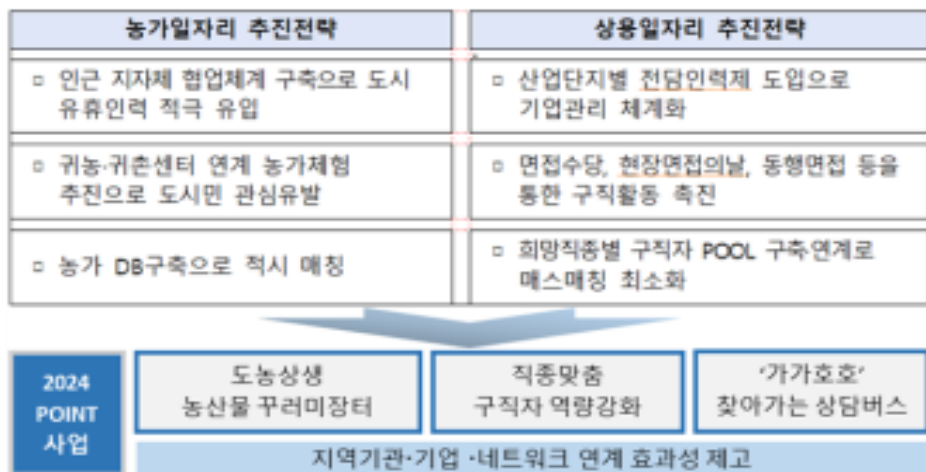 농가일자리 추진전략
▫ 인근 지자체 협업체계 구축으로 도시
유휴인력 적극 유입
▫ 귀농·귀촌센터 연계 농가체험
추진으로 도시민 관심유발
▫ 농가 DB구축으로 적시 매칭
상용일자리 추진전략
▫ 산업단지별 전담인력제 도입으로
기업관리 체계화
▫ 면접수당, 현장면접의날, 동행면접 등을
통한 구직활동 촉진
▫ 희망직종별 구직자 POOL 구축·연계로
매스매칭 최소화
2024
POINT
사업
도농상생
농산물 꾸러미장터
직종맞춤
구직자 역량강화
‘가가호호’
찾아가는 상담버스
지역기관·기업 ·네트워크 연계 효과성 제고